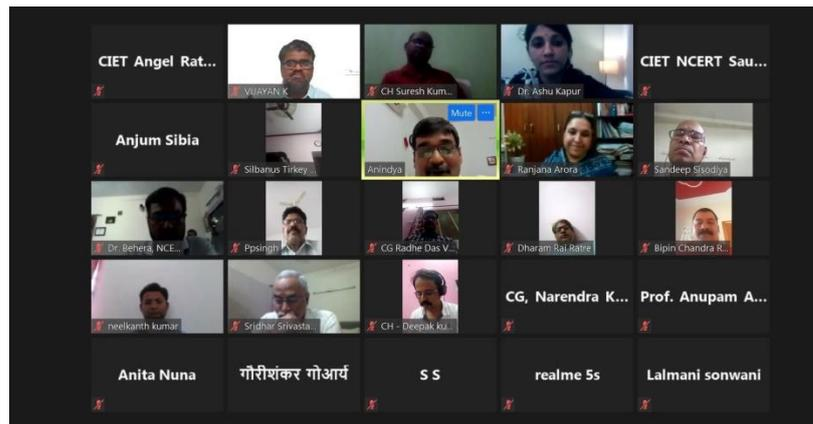 CIET Angel Rat...
VIJAYAN K
CH Suresh Kum...
Dr. Ashu Kapur
CIET NCERT Sau...
Anjum Sibia
Silbanus Tirkey ...
Mute ...
Anindya
Ranjana Arora
Sandeep Sisodiya
Dr. Behera, NCE...
Ppsingh
CG Radhe Das V...
Dharam Raj Ratre
Bipin Chandra R...
neelkanth kumar
Sridhar Srivasta...
CH - Deepak ku...
CG, Narendra K...
Prof. Anupam A...
Anita Nuna
गौरीशंकर गोआर्य
S S
realme 5s
Lalmani sonwani